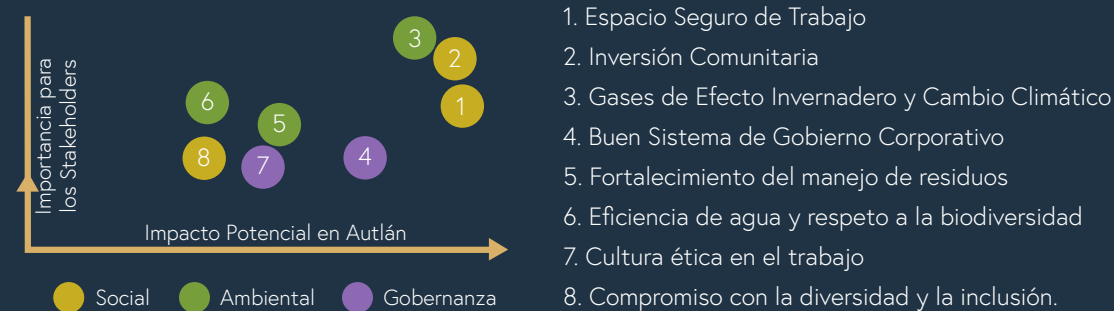 Importancia para
los Stakeholders
3
2
6
1
5
8
7
4
Impacto Potencial en Autlán
Social
Ambiental
Gobernanza
1. Espacio Seguro de Trabajo
2. Inversión Comunitaria
3. Gases de Efecto Invernadero y Cambio Climático
4. Buen Sistema de Gobierno Corporativo
5. Fortalecimiento del manejo de residuos
6. Eficiencia de agua y respeto a la biodiversidad
7. Cultura ética en el trabajo
8. Compromiso con la diversidad y la inclusión.